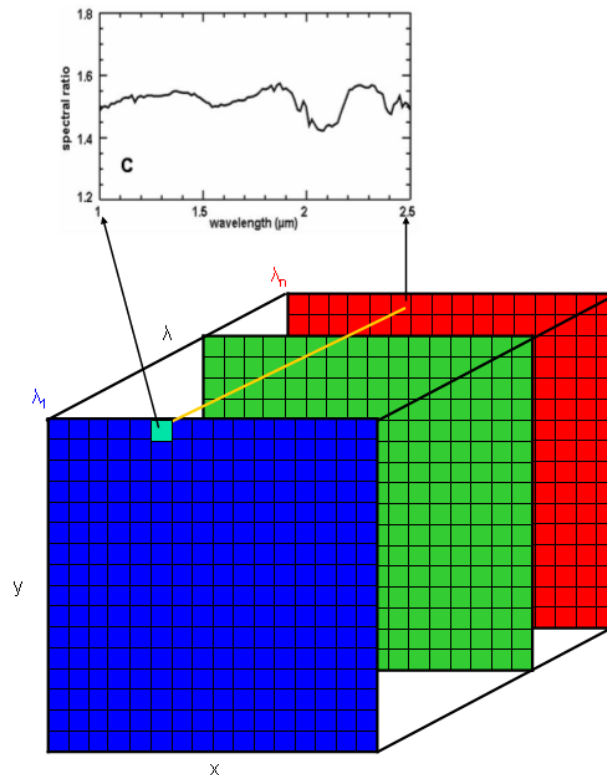 1.8
1.6
1.4
1.2
spectral ratio
C
1 1.5 2 2.5
wavelength (µm)
λn
λ
λ1
y
x